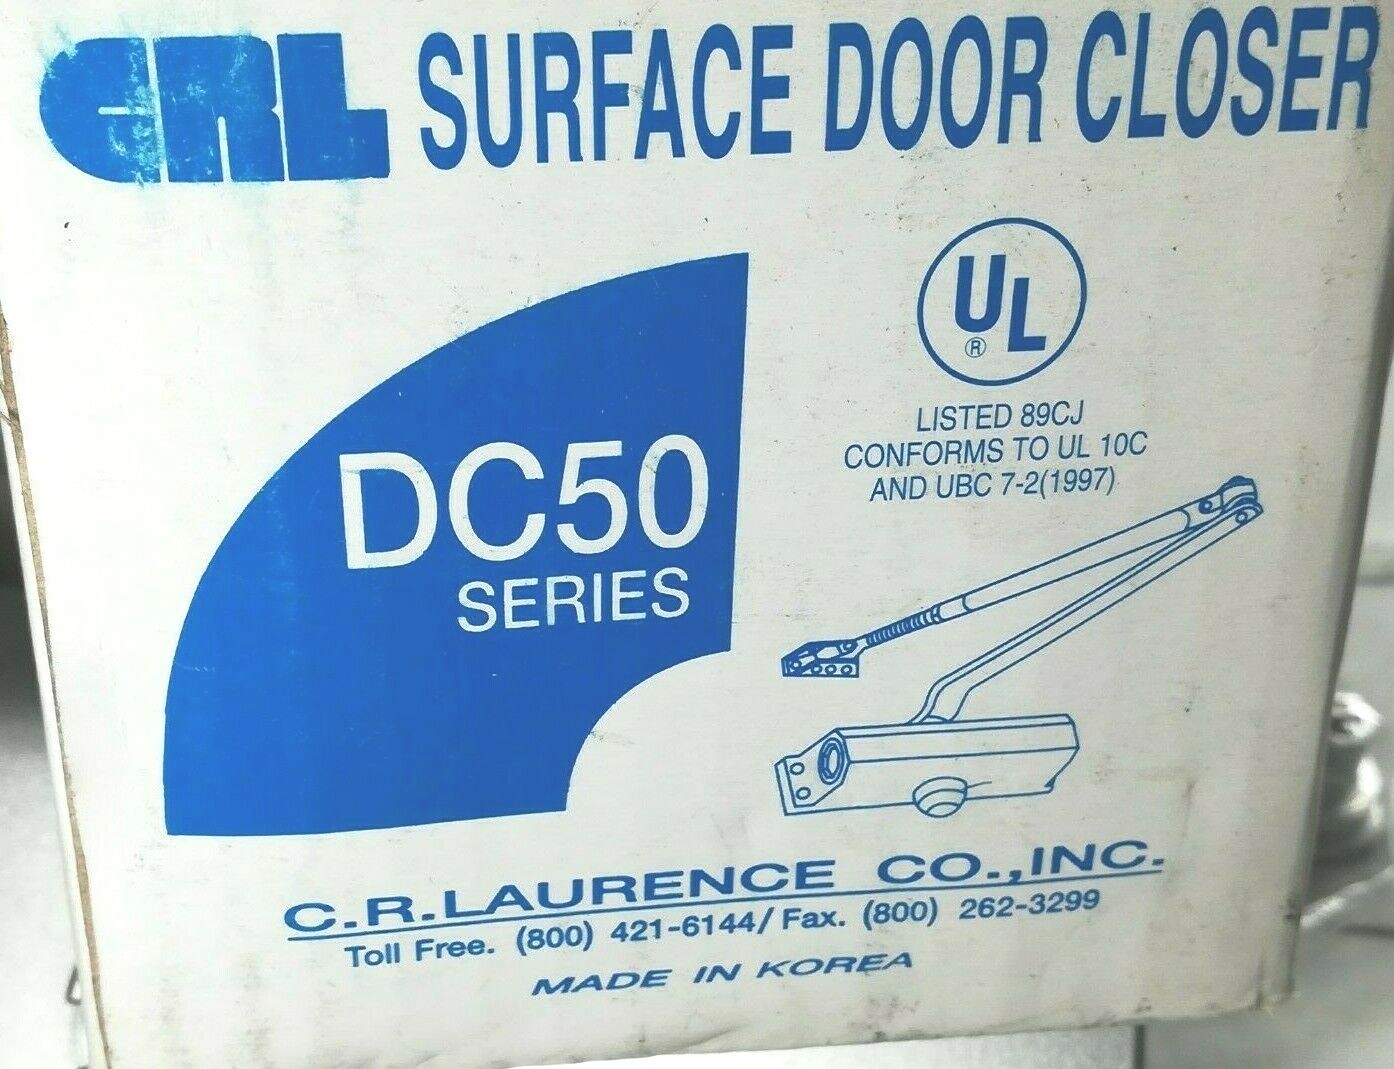 CRL SURFACE DOOR CLOSER
UL
®
LISTED 89CJ
CONFORMS TO UL 10C
AND UBC 7-2(1997)
DC50
SERIES
C.R.LAURENCE CO.,INC.
Toll Free. (800) 421-6144/Fax. (800) 262-3299
MADE IN KOREA